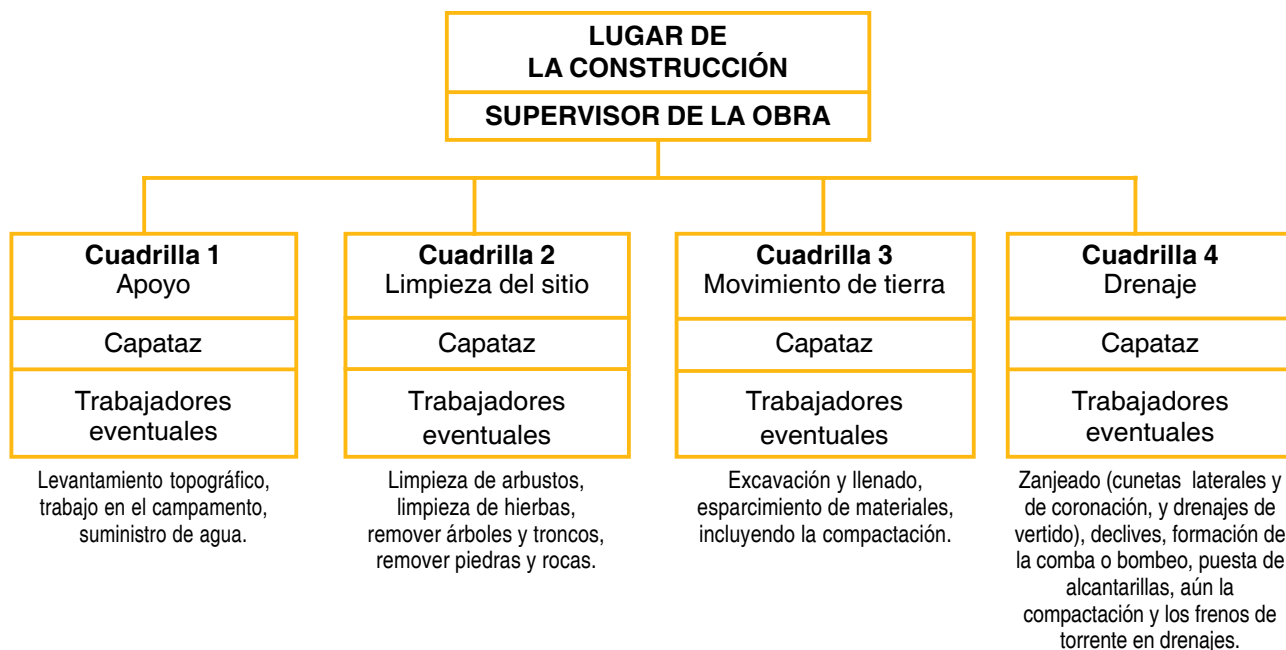 LUGAR DE
LA CONSTRUCCIÓN
SUPERVISOR DE LA OBRA
Cuadrilla 1
Apoyo
Capataz
Trabajadores
eventuales
Levantamiento topográfico,
trabajo en el campamento,
suministro de agua.
Cuadrilla 2
Limpieza del sitio
Capataz
Trabajadores
eventuales
Limpieza de arbustos,
limpieza de hierbas,
remover árboles y troncos,
remover piedras y rocas.
Cuadrilla 3
Movimiento de tierra
Capataz
Trabajadores
eventuales
Excavación y llenado,
esparcimiento de materiales,
incluyendo la compactación.
Cuadrilla 4
Drenaje
Capataz
Trabajadores
eventuales
Zanjeado (cunetas laterales y
de coronación, y drenajes de
vertido), declives, formación de
la comba o bombeo, puesta de
alcantarillas, aún la
compactación y los frenos de
torrente en drenajes.